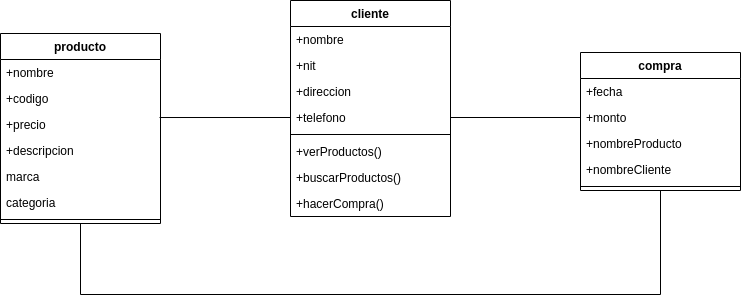 producto
+nombre
+codigo
+precio
+descripcion
marca
categoria
cliente
+nombre
+nit
+direccion
+telefono
+verProductos()
+buscarProductos()
+hacerCompra()
compra
+fecha
+monto
+nombreProducto
+nombreCliente